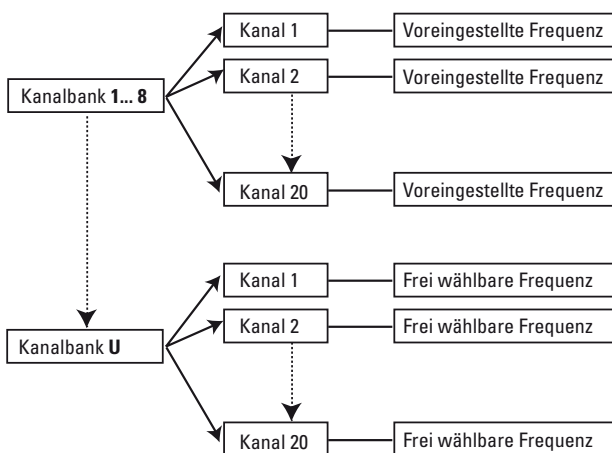 Kanal 1 Voreingestellte Frequenz
Kanal 2 Voreingestellte Frequenz
Kanalbank 1... 8
Kanal 20 Voreingestellte Frequenz
Kanal 1 Frei wählbare Frequenz
Kanal 2 Frei wählbare Frequenz
Kanalbank U
Kanal 20 Frei wählbare Frequenz